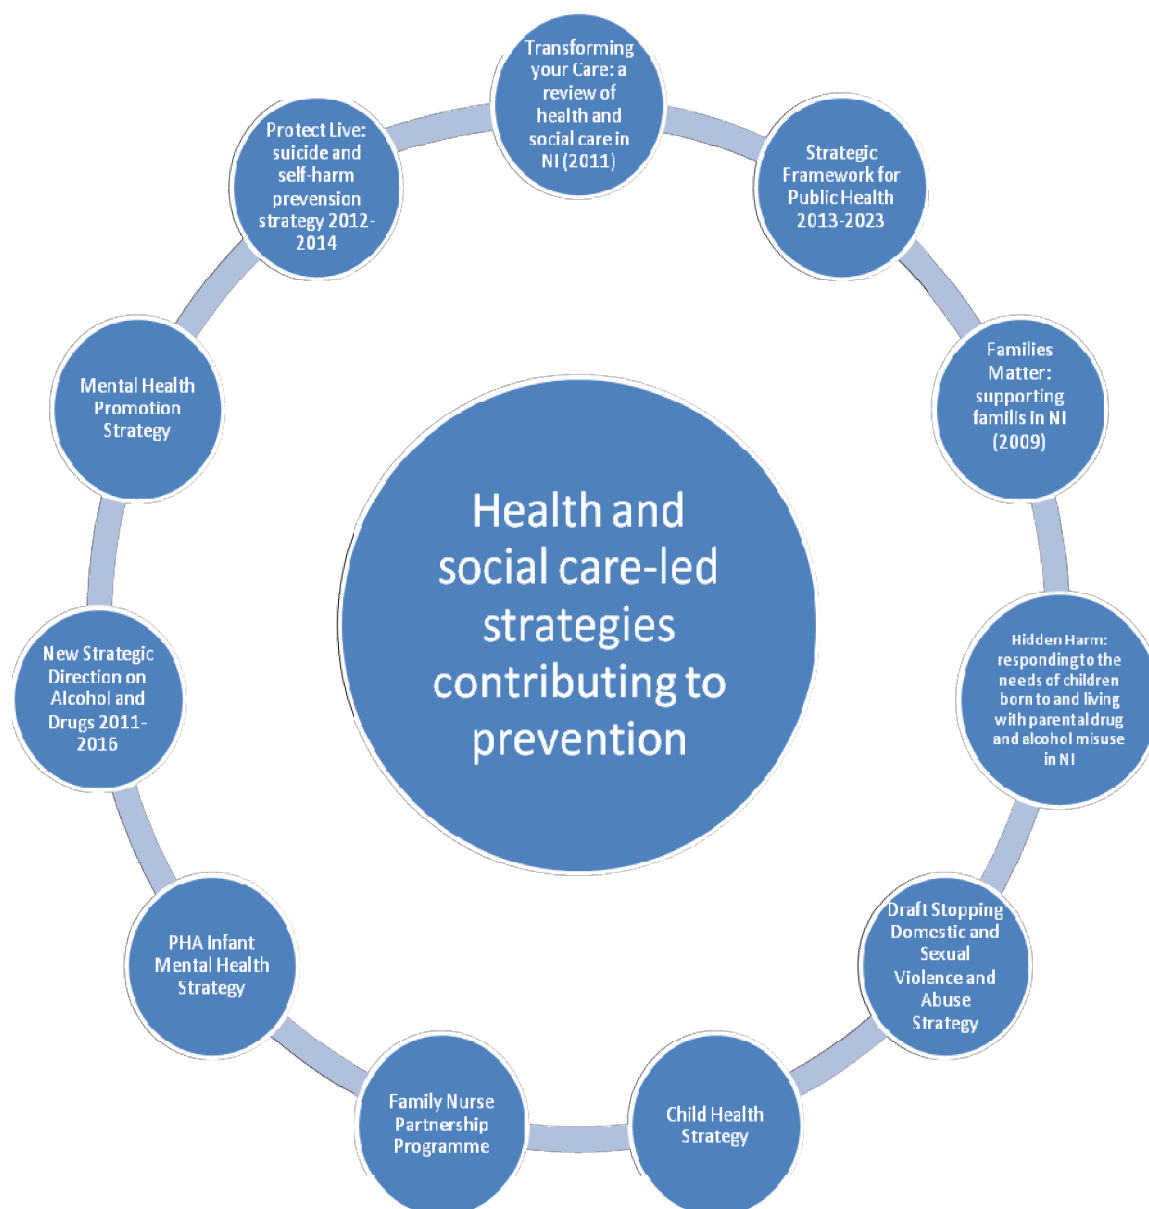 Transforming
your Care: a
review of
health and
social care in
NI (2011)
Strategic
Framework for
Public Health
2013-2023
Families
Matter:
supporting
familis in NI
(2009)
Hidden Harm:
responding to the
needs of children
born to and living
with parental drug
and alcohol misuse
in NI
Draft Stopping
Domestic and
Sexual
Violence and
Abuse
Strategy
Child Health
Strategy
Family Nurse
Partnership
Programme
PHA Infant
Mental Health
Strategy
New Strategic
Direction on
Alcohol and
Drugs 2011-
2016
Mental Health
Promotion
Strategy
Protect Live:
suicide and
self-harm
prevension
strategy 2012-
2014
Health and
social care-led
strategies
contributing to
prevention